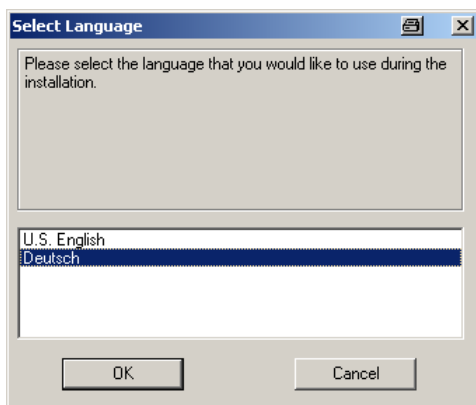 Select Language
Please select the language that you would like to use during the
installation.
U.S. English
Deutsch
OK
Cancel